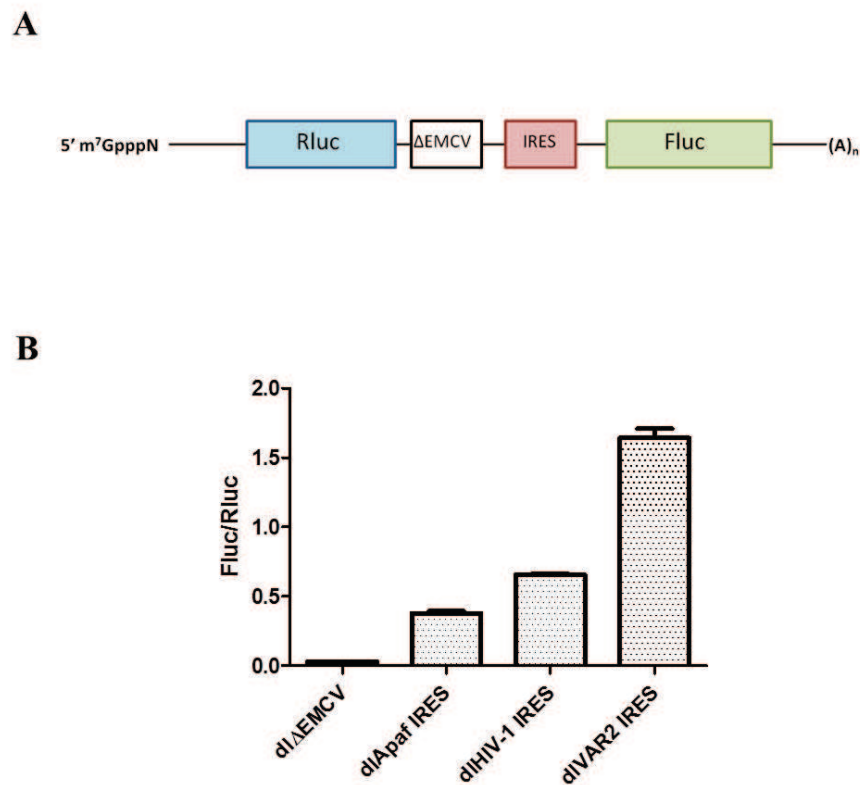 A
5' m⁷GpppN
Rluc
ΔEMCV
IRES
Fluc
(A)ₙ
B
Fluc/Rluc
2.0
1.5
1.0
0.5
0.0
dlΔEMCV
dlApaf IRES
dlHIV-1 IRES
dlVAR2 IRES